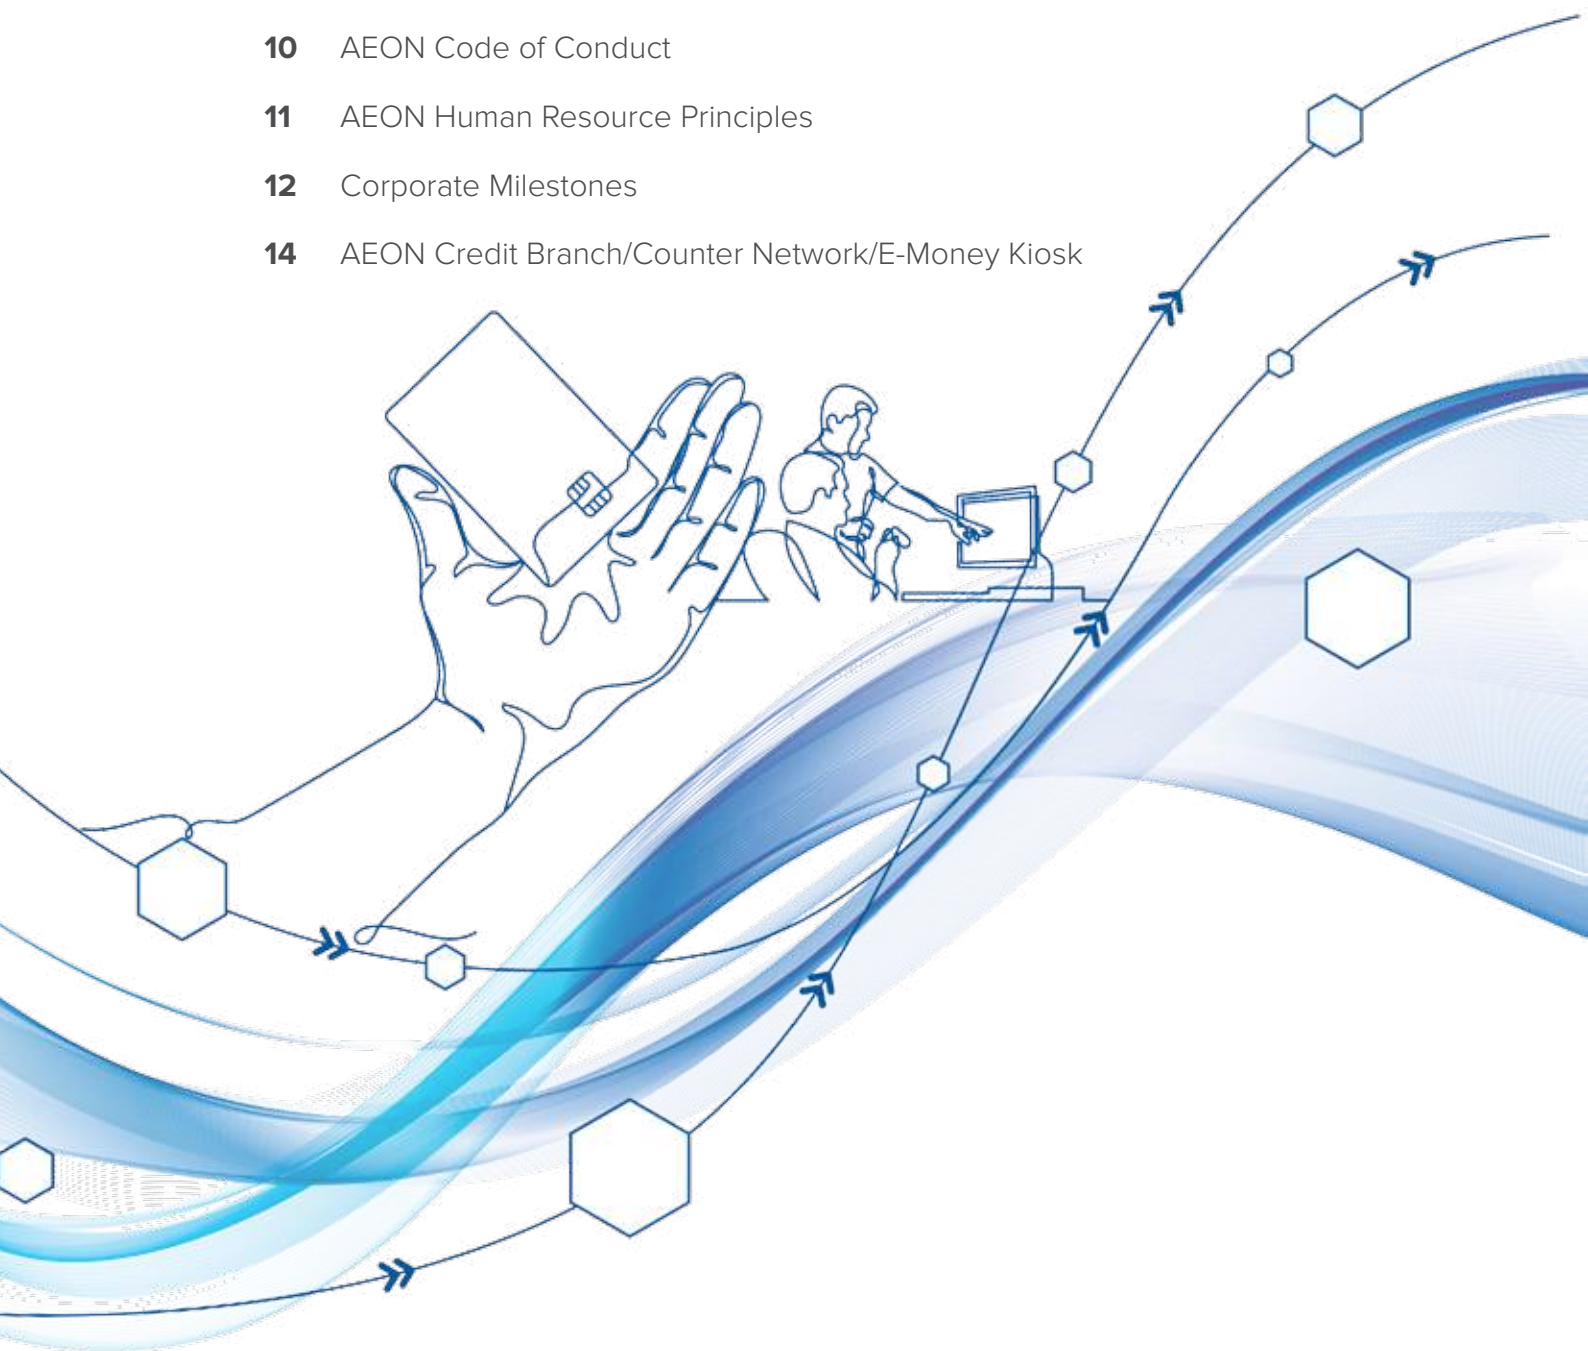 10 AEON Code of Conduct
11 AEON Human Resource Principles
12 Corporate Milestones
14 AEON Credit Branch/Counter Network/E-Money Kiosk